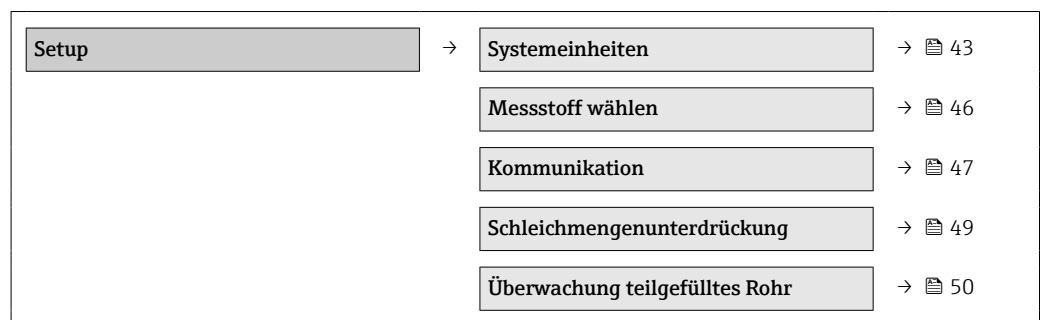 Setup → Systemeinheiten → 43
Messstoff wählen → 46
Kommunikation → 47
Schleichmengenunterdrückung → 49
Überwachung teilgefülltes Rohr → 50